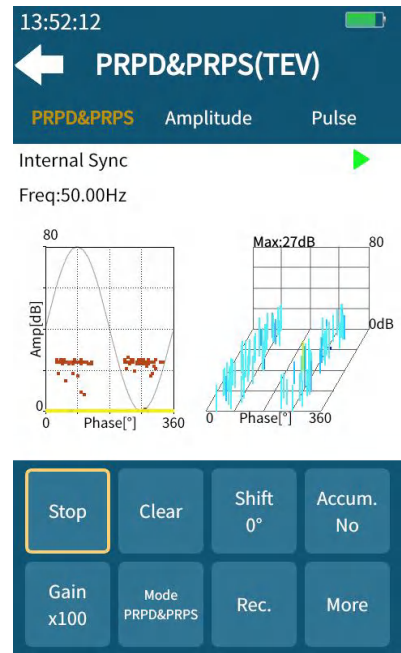 13:52:12
PRPD&PRPS(TEV)
PRPD&PRPS Amplitude Pulse
Internal Sync
Freq:50.00Hz
80
Amp[dB]
0
0 Phase[°] 360
Max:27dB 80
0dB
0 Phase[°] 360
Stop
Clear
Shift
0°
Accum.
No
Gain
x100
Mode
PRPD&PRPS
Rec.
More